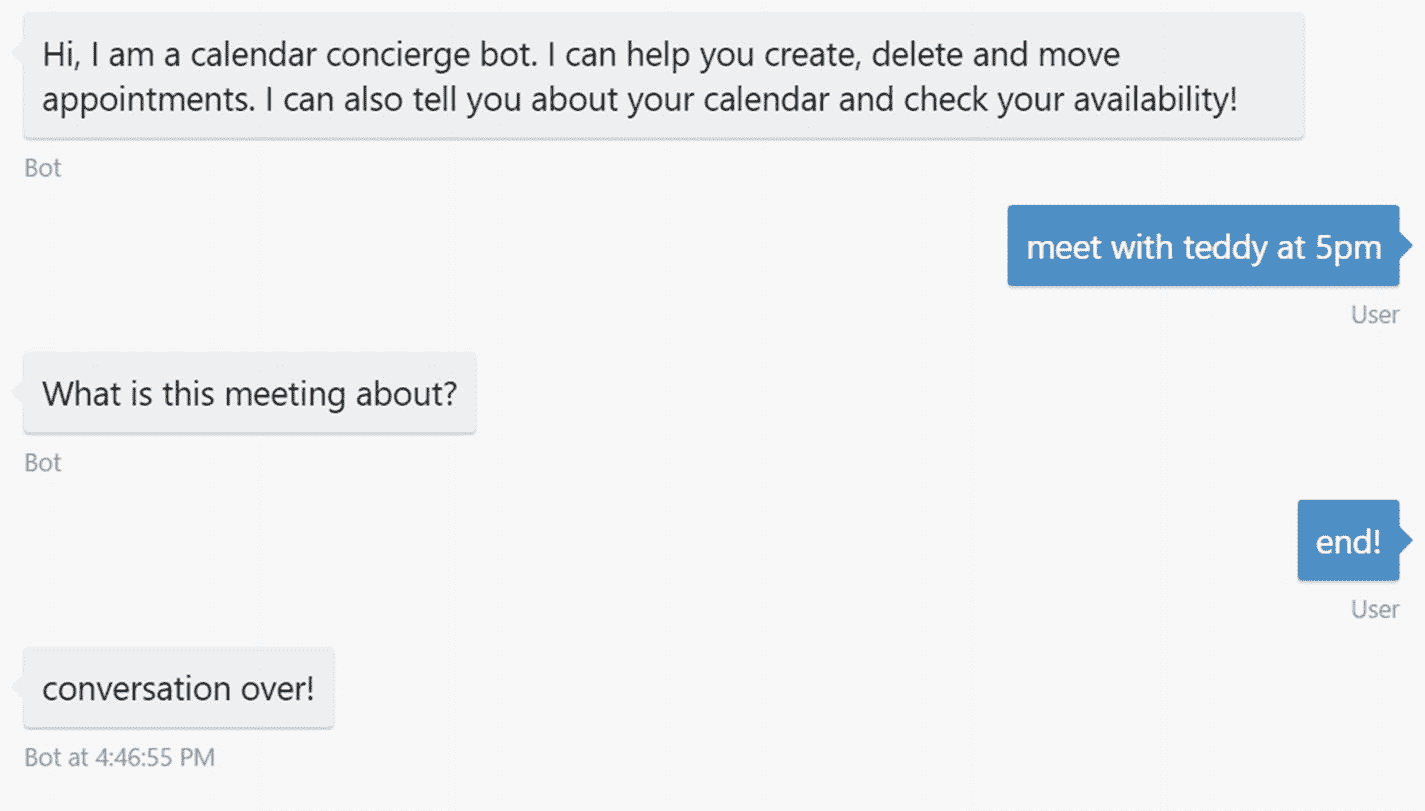 Hi, I am a calendar concierge bot. I can help you create, delete and move
appointments. I can also tell you about your calendar and check your availability!
Bot
meet with teddy at 5pm
User
What is this meeting about?
Bot
end!
User
conversation over!
Bot at 4:46:55 PM